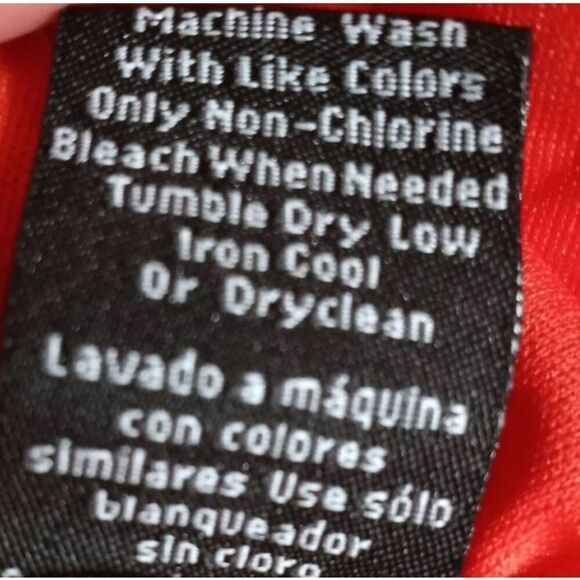 Machine Wash
With Like Colors
Only Non-Chlorine
Bleach When Needed
Tumble Dry Low
Iron Cool
Or Dryclean
Lavado a máquina
con colores
similares Use sólo
blanqueador
sin cloro